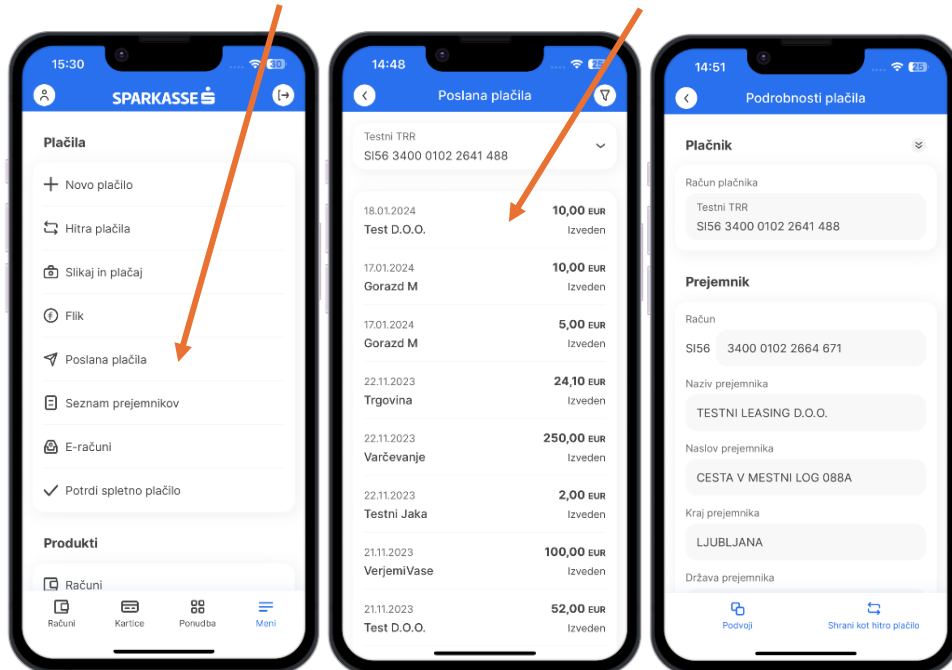 15:30
30
SPARKASSE
Plačila
Novo plačilo
Hitra plačila
Slikaj in plačaj
Flik
Poslana plačila
Seznam prejemnikov
E-računi
Potrdi spletno plačilo
Produkti
Računi
Računi
Kartice
Ponudba
Meni
14:48
Poslana plačila
Testni TRR
SI56 3400 0102 2641 488
18.01.2024
10,00 EUR
Test D.O.O.
Izveden
17.01.2024
10,00 EUR
Gorazd M
Izveden
17.01.2024
5,00 EUR
Gorazd M
Izveden
22.11.2023
24,10 EUR
Trgovina
Izveden
22.11.2023
250,00 EUR
Varčevanje
Izveden
22.11.2023
2,00 EUR
Testni Jaka
Izveden
21.11.2023
100,00 EUR
VerjemiVase
Izveden
21.11.2023
52,00 EUR
Test D.O.O.
Izveden
14:51
25
Podrobnosti plačila
Plačnik
Račun plačnika
Testni TRR
SI56 3400 0102 2641 488
Prejemnik
Račun
SI56 3400 0102 2664 671
Naziv prejemnika
TESTNI LEASING D.O.O.
Naslov prejemnika
CESTA V MESTNI LOG 088A
Kraj prejemnika
LJUBLJANA
Država prejemnika
Podvoji
Shrani kot hitro plačilo